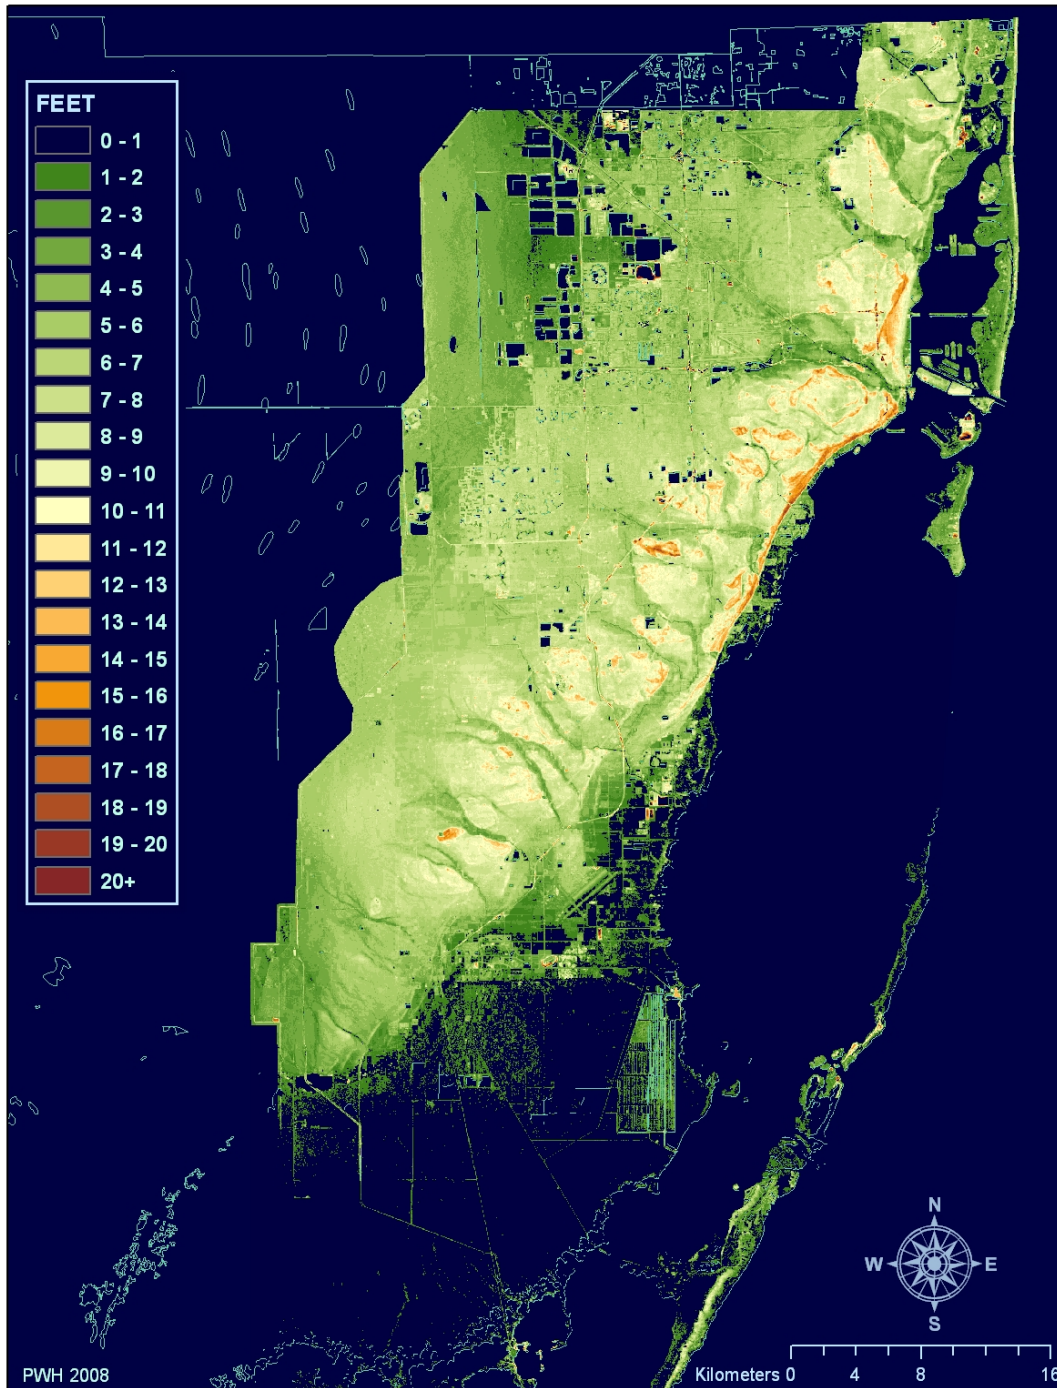 FEET
0 - 1
1 - 2
2 - 3
3 - 4
4 - 5
5 - 6
6 - 7
7 - 8
8 - 9
9 - 10
10 - 11
11 - 12
12 - 13
13 - 14
14 - 15
15 - 16
16 - 17
17 - 18
18 - 19
19 - 20
20+
N
W E
S
PWH 2008
Kilometers 0 4 8 16